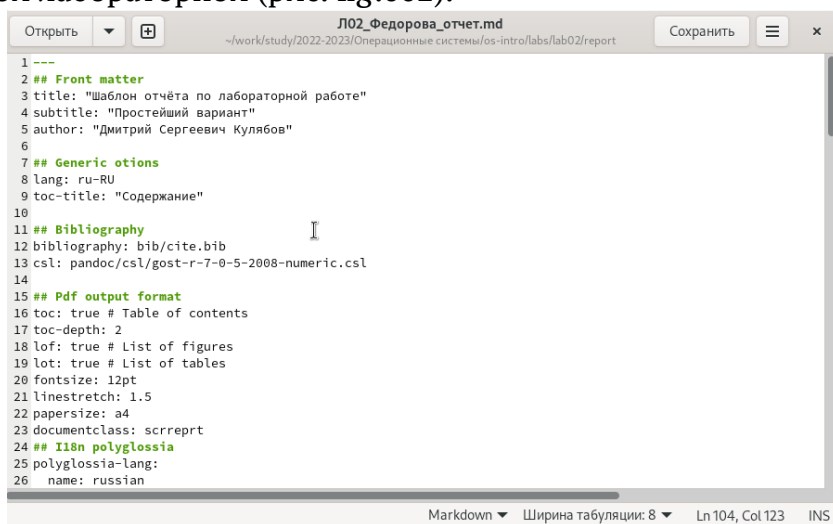 лабораторной (рис. fig:002).
Открыть
Л02_Федорова_отчет.md
~/work/study/2022-2023/Операционные системы/os-intro/labs/lab02/report
Сохранить
1 ---
2 ## Front matter
3 title: "Шаблон отчёта по лабораторной работе"
4 subtitle: "Простейший вариант"
5 author: "Дмитрий Сергеевич Кулябов"
6
7 ## Generic otions
8 lang: ru-RU
9 toc-title: "Содержание"
10
11 ## Bibliography
12 bibliography: bib/cite.bib
13 csl: pandoc/csl/gost-r-7-0-5-2008-numeric.csl
14
15 ## Pdf output format
16 toc: true # Table of contents
17 toc-depth: 2
18 lof: true # List of figures
19 lot: true # List of tables
20 fontsize: 12pt
21 linestretch: 1.5
22 papersize: a4
23 documentclass: scrreprt
24 ## I18n polyglossia
25 polyglossia-lang:
26   name: russian
Markdown Ширина табуляции: 8 Ln 104, Col 123 INS